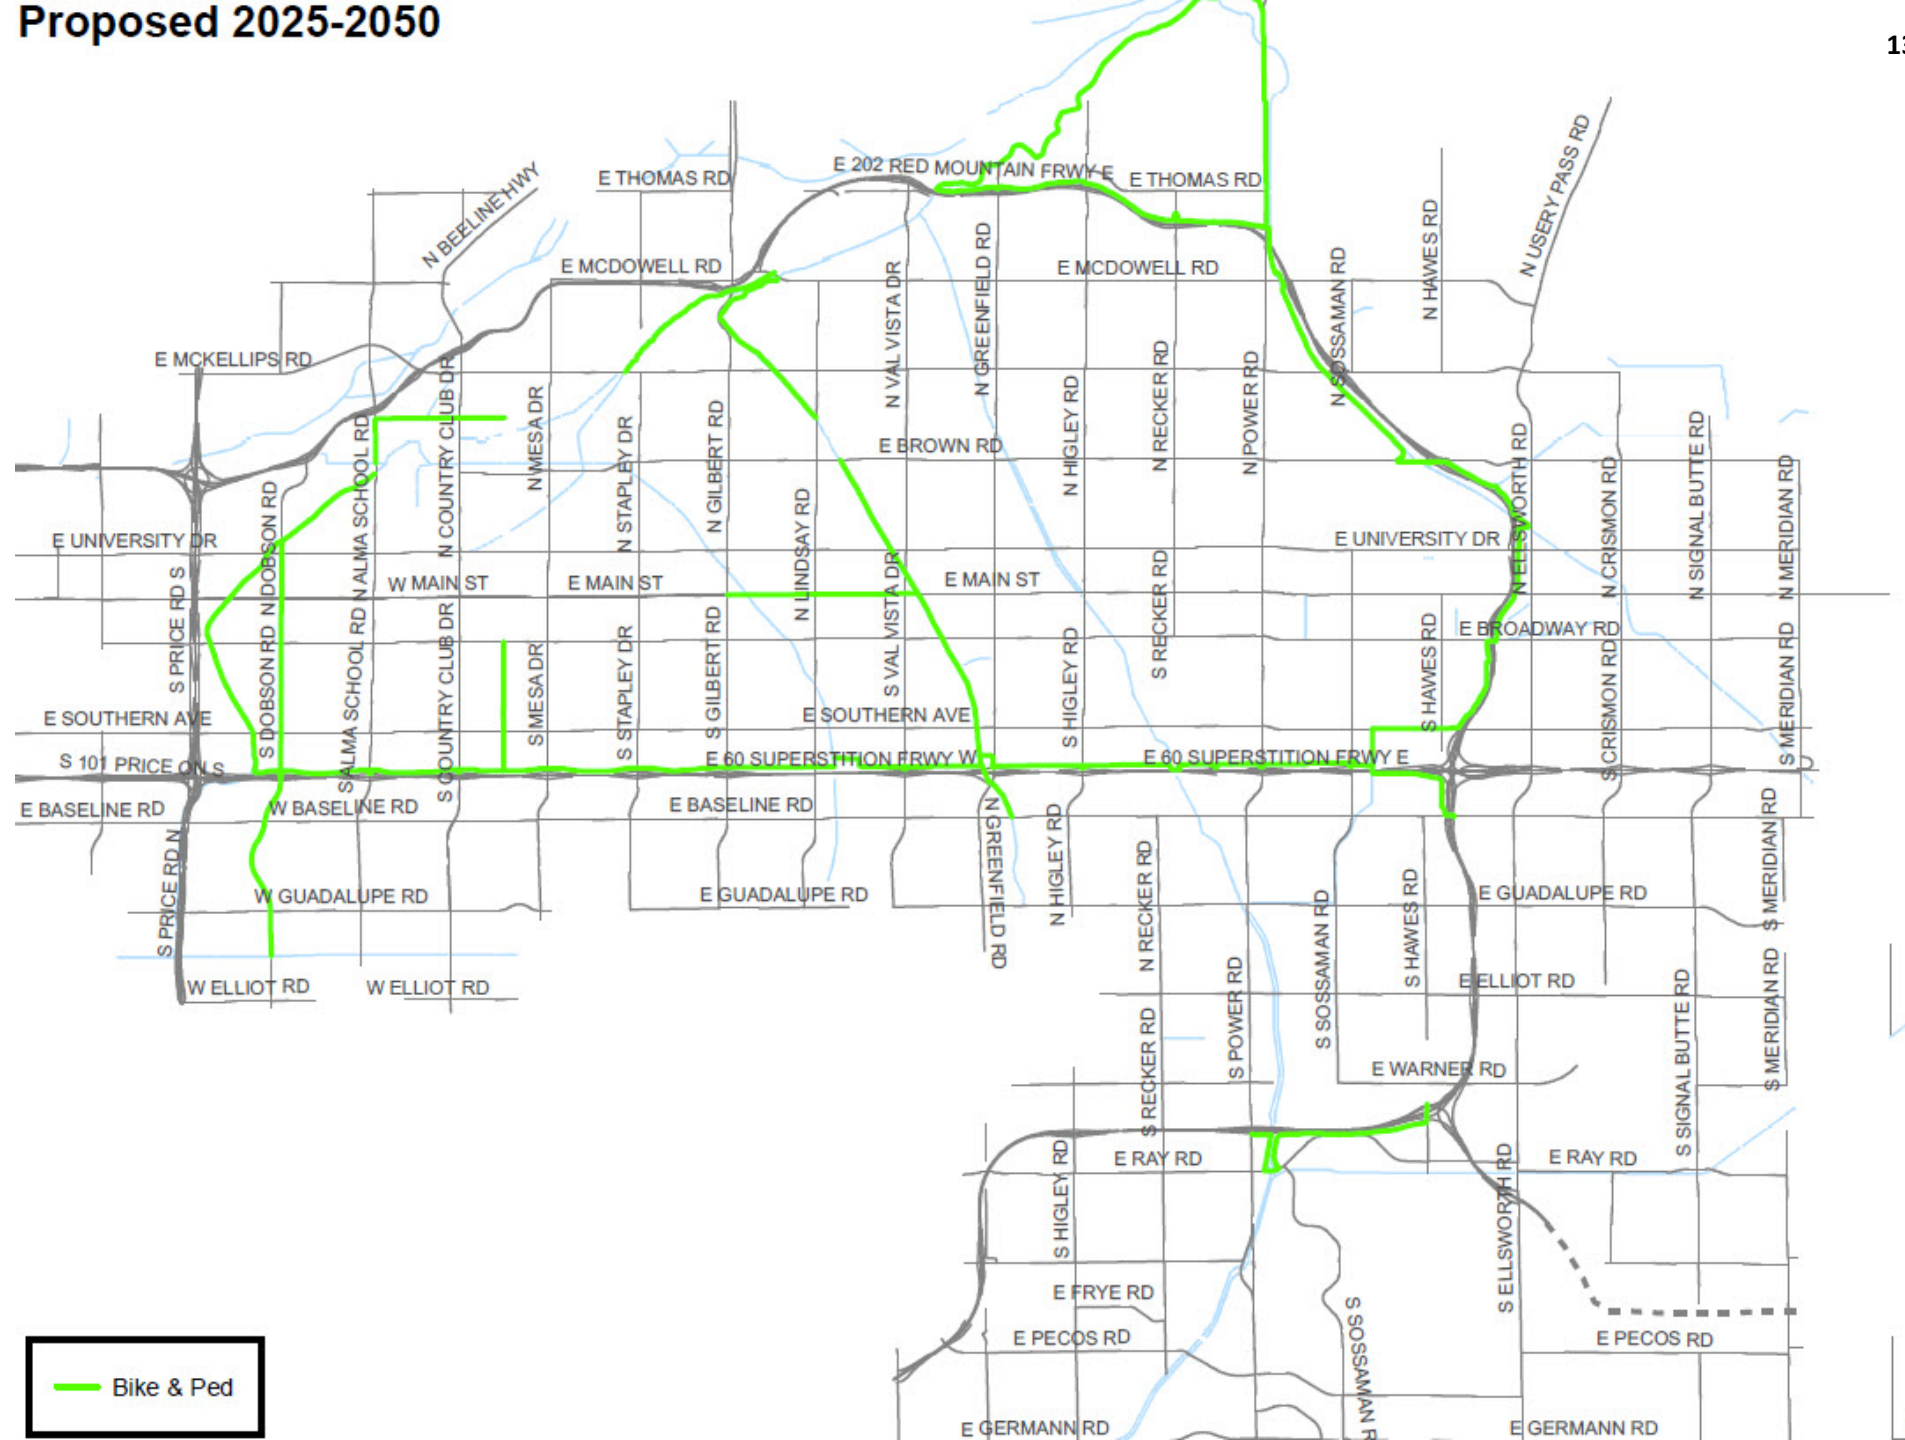 Proposed 2025-2050
13
N USERY PASS RD
E 202 RED MOUNTAIN FRWY E
E THOMAS RD
E THOMAS RD
N BEELINE HWY
N HAWES RD
E MCDOWELL RD
E MCDOWELL RD
N GREENFIELD RD
N VAL VISTA DR
N SOSSAMAN RD
E MCKELLIPS RD
N COUNTRY CLUB DR
N MESA DR
N STAPLEY DR
N GILBERT RD
N HIGLEY RD
N RECKER RD
N POWER RD
E BROWN RD
N ALMA SCHOOL RD
N DOBSON RD
N LINDSAY RD
N ELLSWORTH RD
N CRISMON RD
N SIGNAL BUTTE RD
N MERIDIAN RD
E UNIVERSITY DR
E UNIVERSITY DR
W MAIN ST
E MAIN ST
E MAIN ST
S PRICE RD S
S DOBSON RD
S ALMA SCHOOL RD
S COUNTRY CLUB DR
S MESA DR
S STAPLEY DR
S GILBERT RD
S VAL VISTA DR
S HIGLEY RD
S RECKER RD
S HAWES RD
E BROADWAY RD
S CRISMON RD
S MERIDIAN RD
E SOUTHERN AVE
E SOUTHERN AVE
S 101 PRICE ON S
E 60 SUPERSTITION FRWY W
E 60 SUPERSTITION FRWY E
E BASELINE RD
W BASELINE RD
E BASELINE RD
S PRICE RD N
N GREENFIELD RD
N HIGLEY RD
N RECKER RD
S MERIDIAN RD
W GUADALUPE RD
E GUADALUPE RD
E GUADALUPE RD
S SOSSAMAN RD
S HAWES RD
W ELLIOT RD
W ELLIOT RD
E ELLIOT RD
S POWER RD
S SIGNAL BUTTE RD
S MERIDIAN RD
S RECKER RD
E WARNER RD
E RAY RD
E RAY RD
S HIGLEY RD
S ELLSWORTH RD
E FRYE RD
S SOSSAMAN R
E PECOS RD
E PECOS RD
Bike & Ped
E GERMANN RD
E GERMANN RD